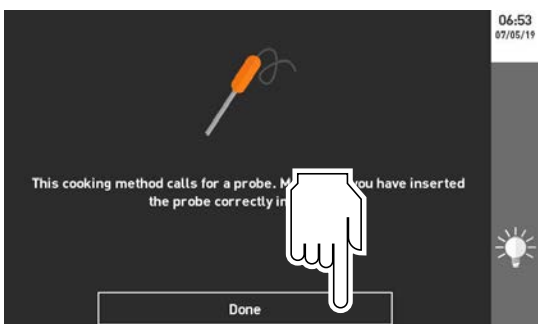 06:53
07/05/19
This cooking method calls for a probe. M you have inserted
the probe correctly in
Done